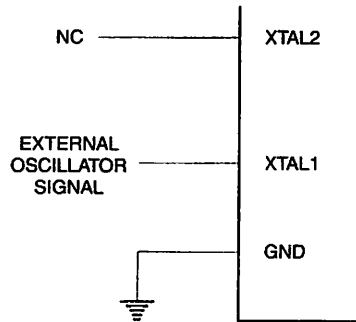 NC
XTAL2
EXTERNAL
OSCILLATOR
SIGNAL
XTAL1
GND